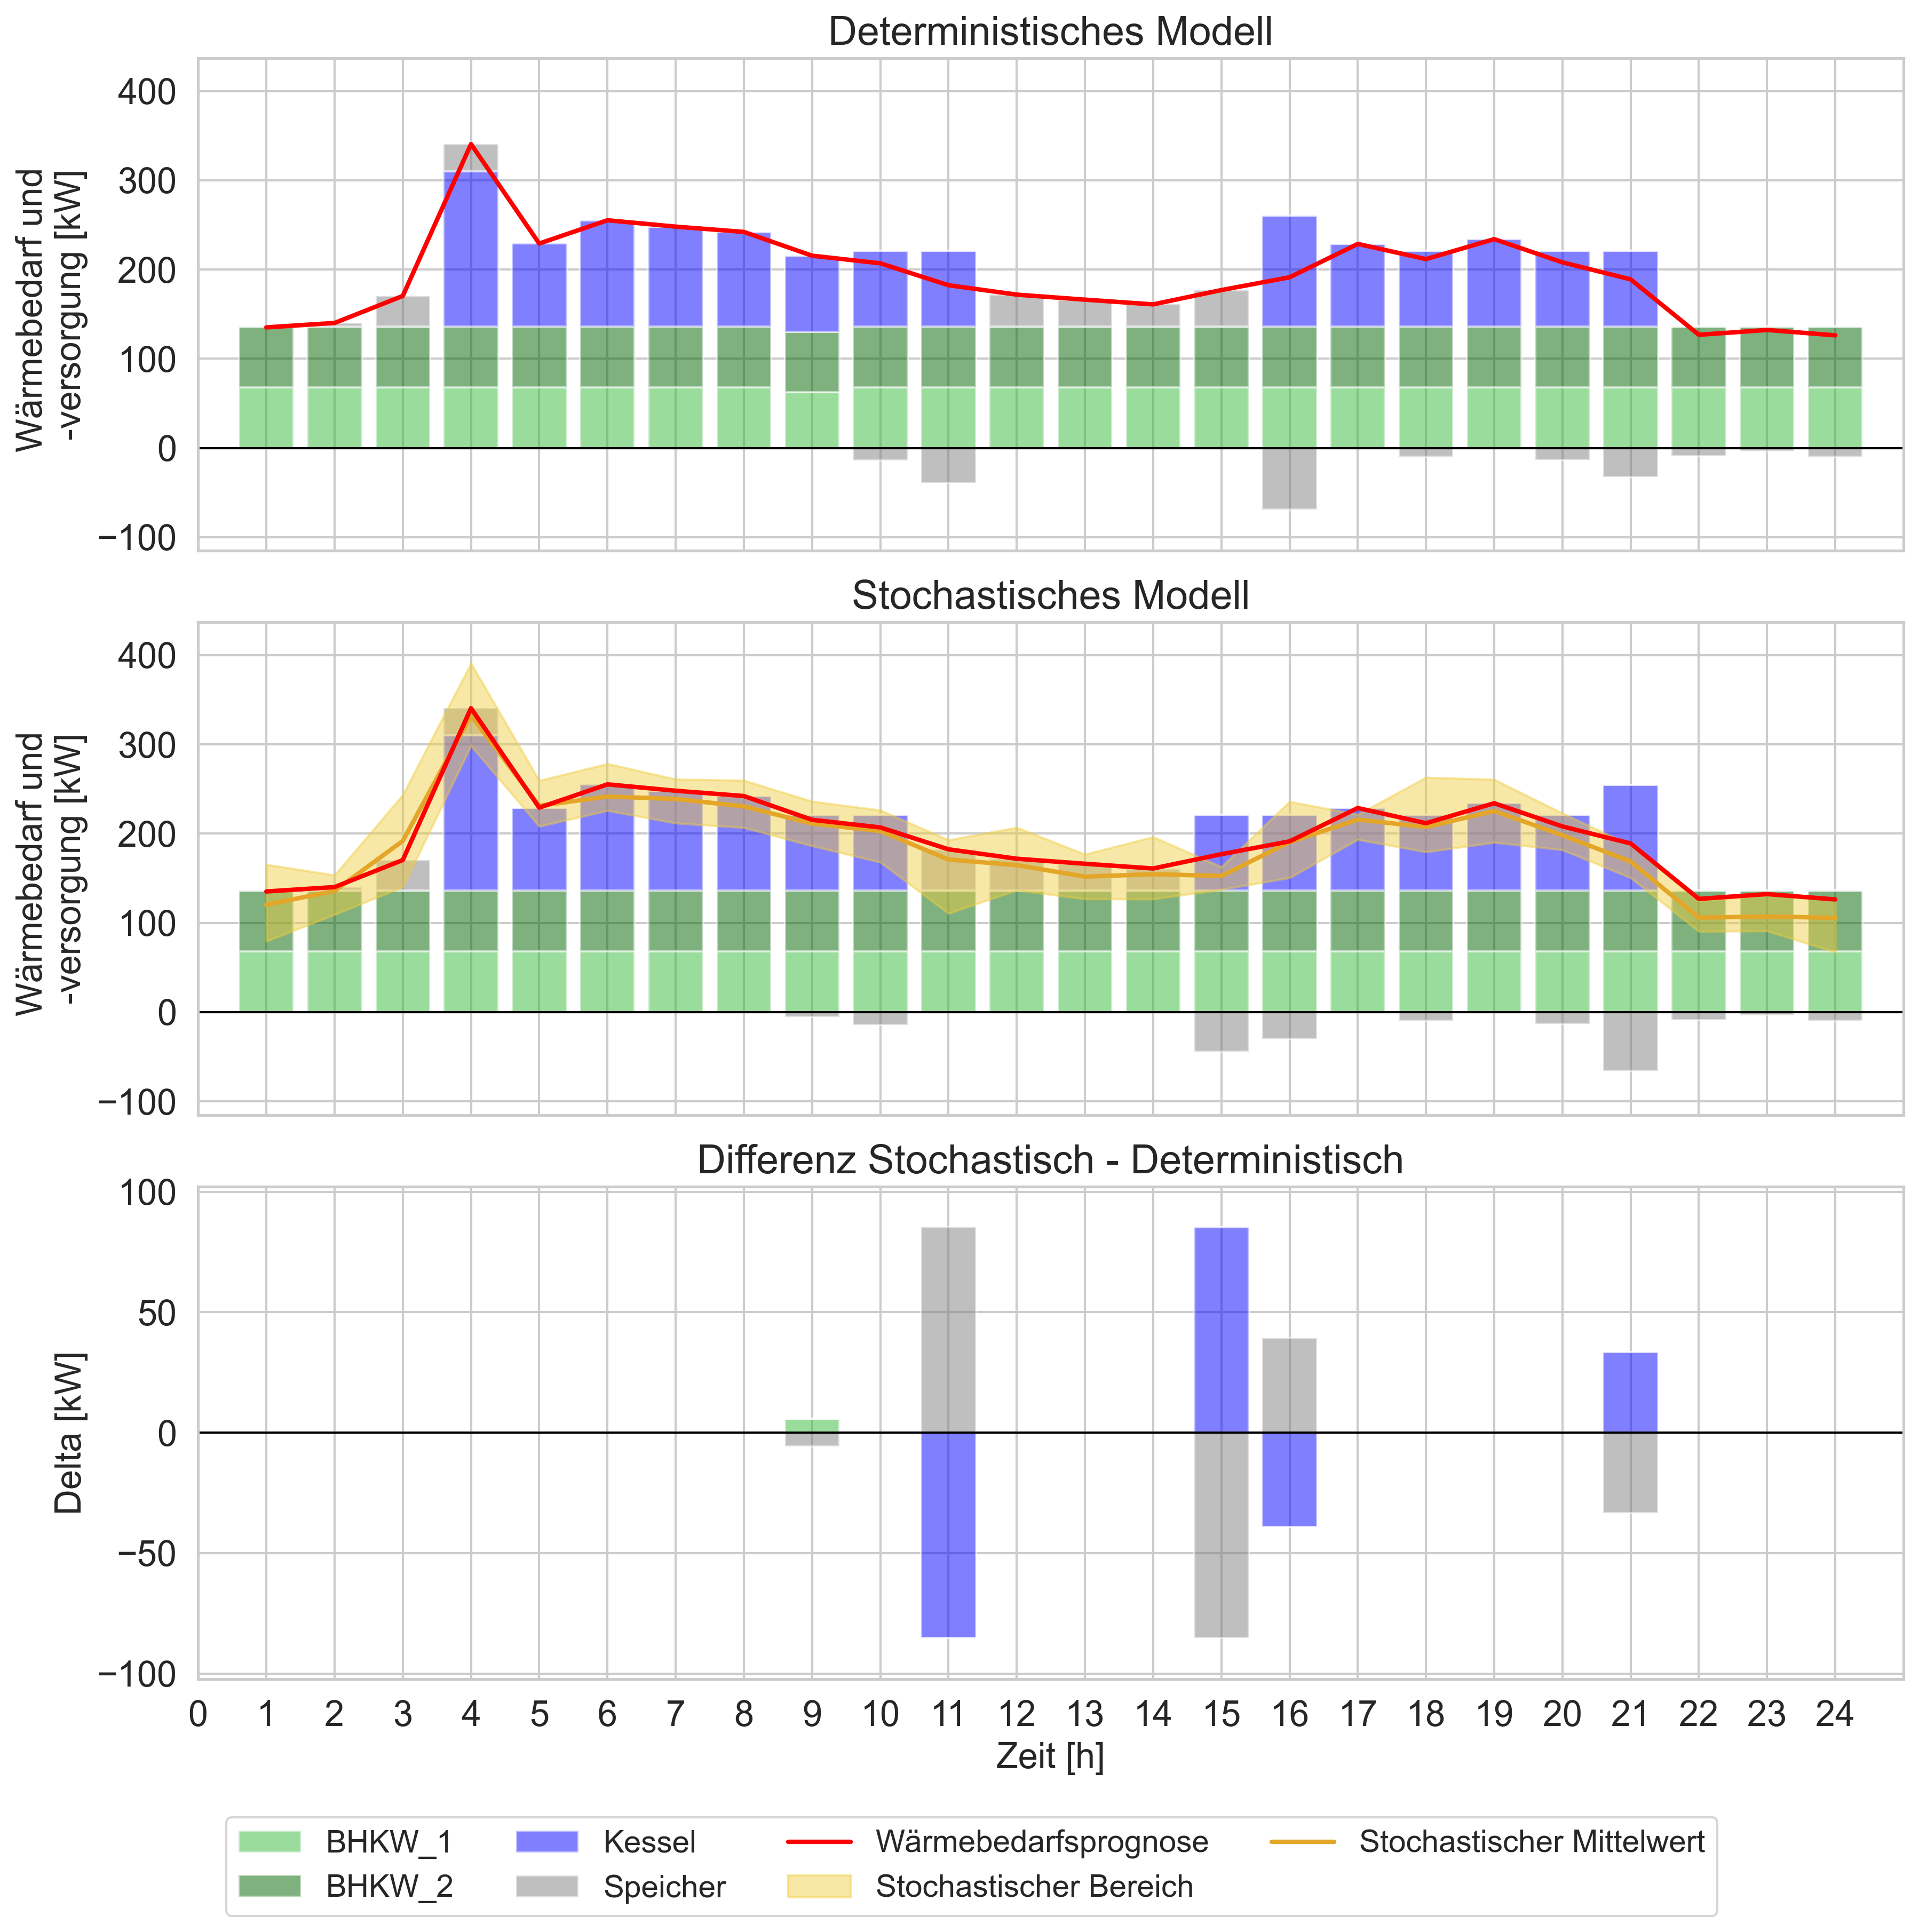 Deterministisches Modell
400
300
200
100
0
−100
Wärmebedarf und
-versorgung [kW]
Stochastisches Modell
400
300
200
100
0
−100
Wärmebedarf und
-versorgung [kW]
Differenz Stochastisch - Deterministisch
100
50
0
−50
−100
Delta [kW]
0 1 2 3 4 5 6 7 8 9 10 11 12 13 14 15 16 17 18 19 20 21 22 23 24
Zeit [h]
BHKW_1 Kessel Wärmebedarfsprognose Stochastischer Mittelwert
BHKW_2 Speicher Stochastischer Bereich